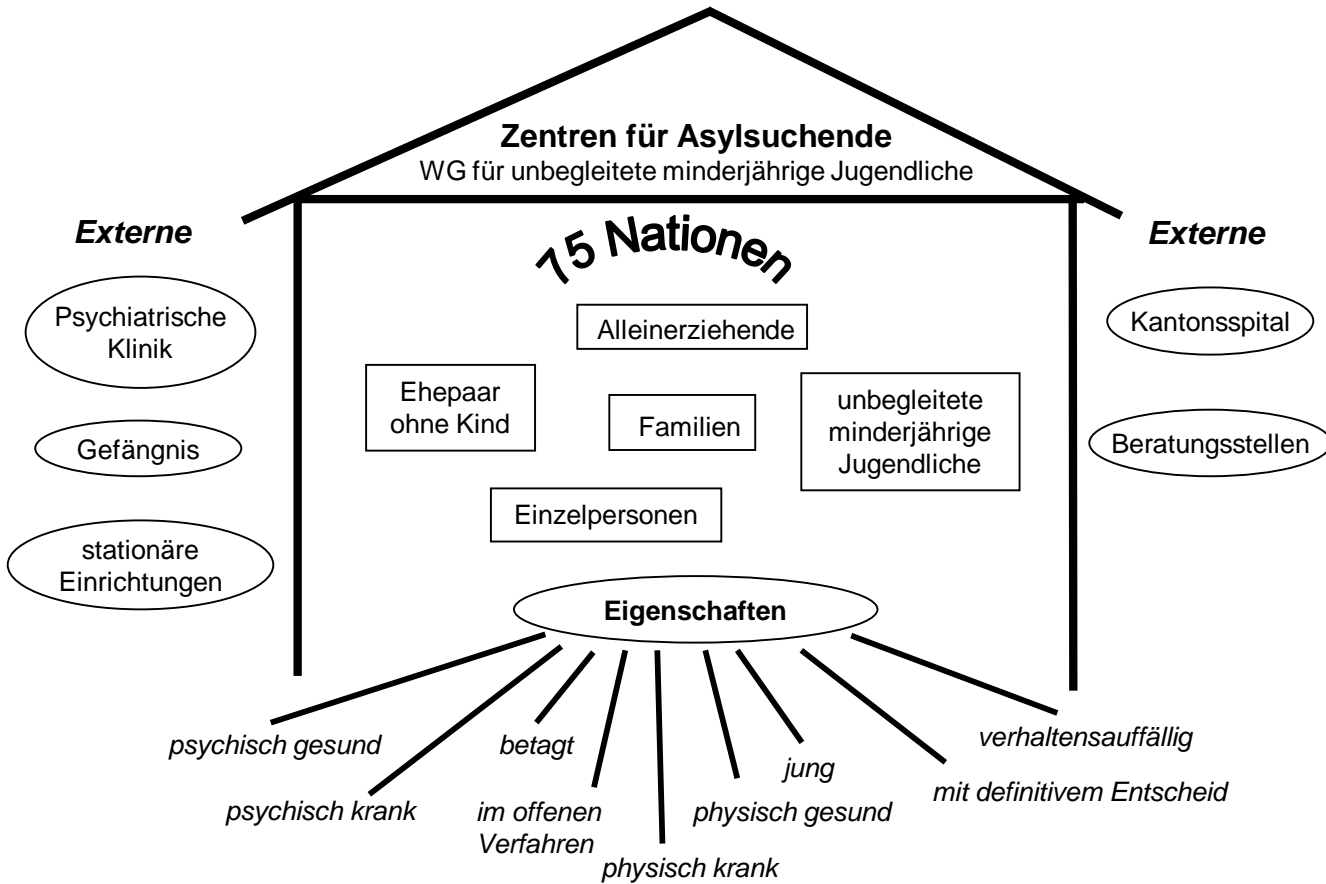 Zentren für Asylsuchende
WG für unbegleitete minderjährige Jugendliche
Externe
Psychiatrische
Klinik
Gefängnis
stationäre
Einrichtungen
75 Nationen
Alleinerziehende
Ehepaar
ohne Kind
Familien
unbegleitete
minderjährige
Jugendliche
Einzelpersonen
Externe
Kantonsspital
Beratungsstellen
Eigenschaften
psychisch gesund
psychisch krank
betagt
im offenen
Verfahren
physisch krank
physisch gesund
jung
mit definitivem Entscheid
verhaltensauffällig